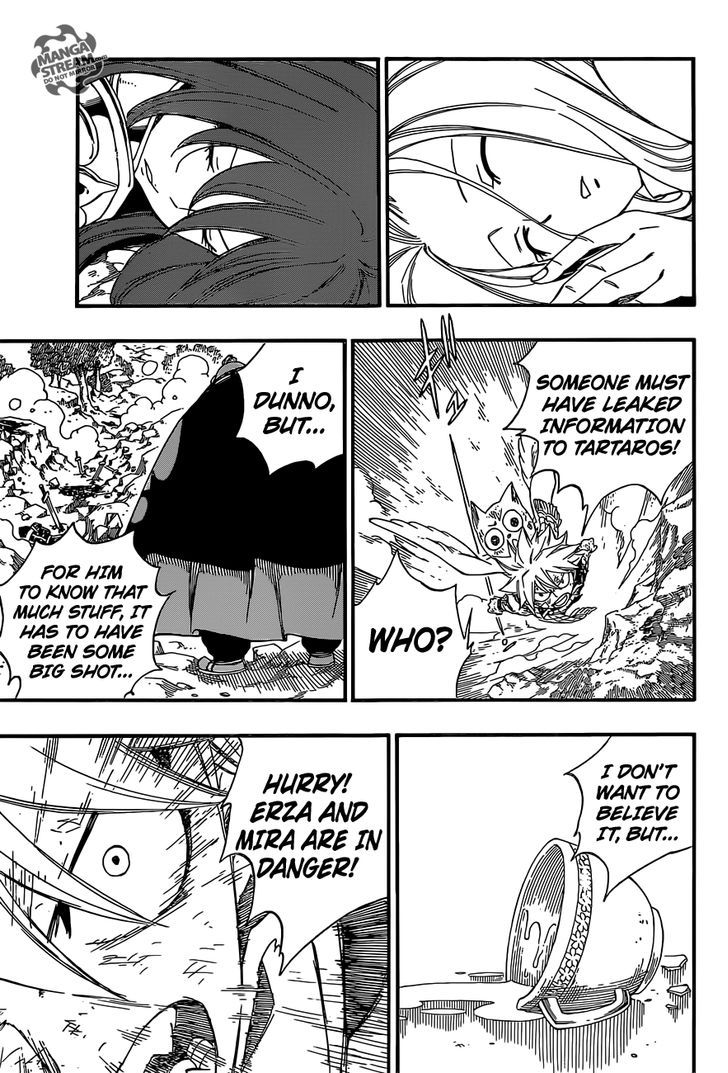 MANGA
STREAM.com
DO NOT MIRROR
SOMEONE MUST
HAVE LEAKED
INFORMATION
TO TARTAROS!
WHO?
I
DUNNO,
BUT...
FOR HIM
TO KNOW THAT
MUCH STUFF, IT
HAS TO HAVE
BEEN SOME
BIG SHOT...
I DON'T
WANT TO
BELIEVE
IT, BUT...
HURRY!
ERZA AND
MIRA ARE IN
DANGER!